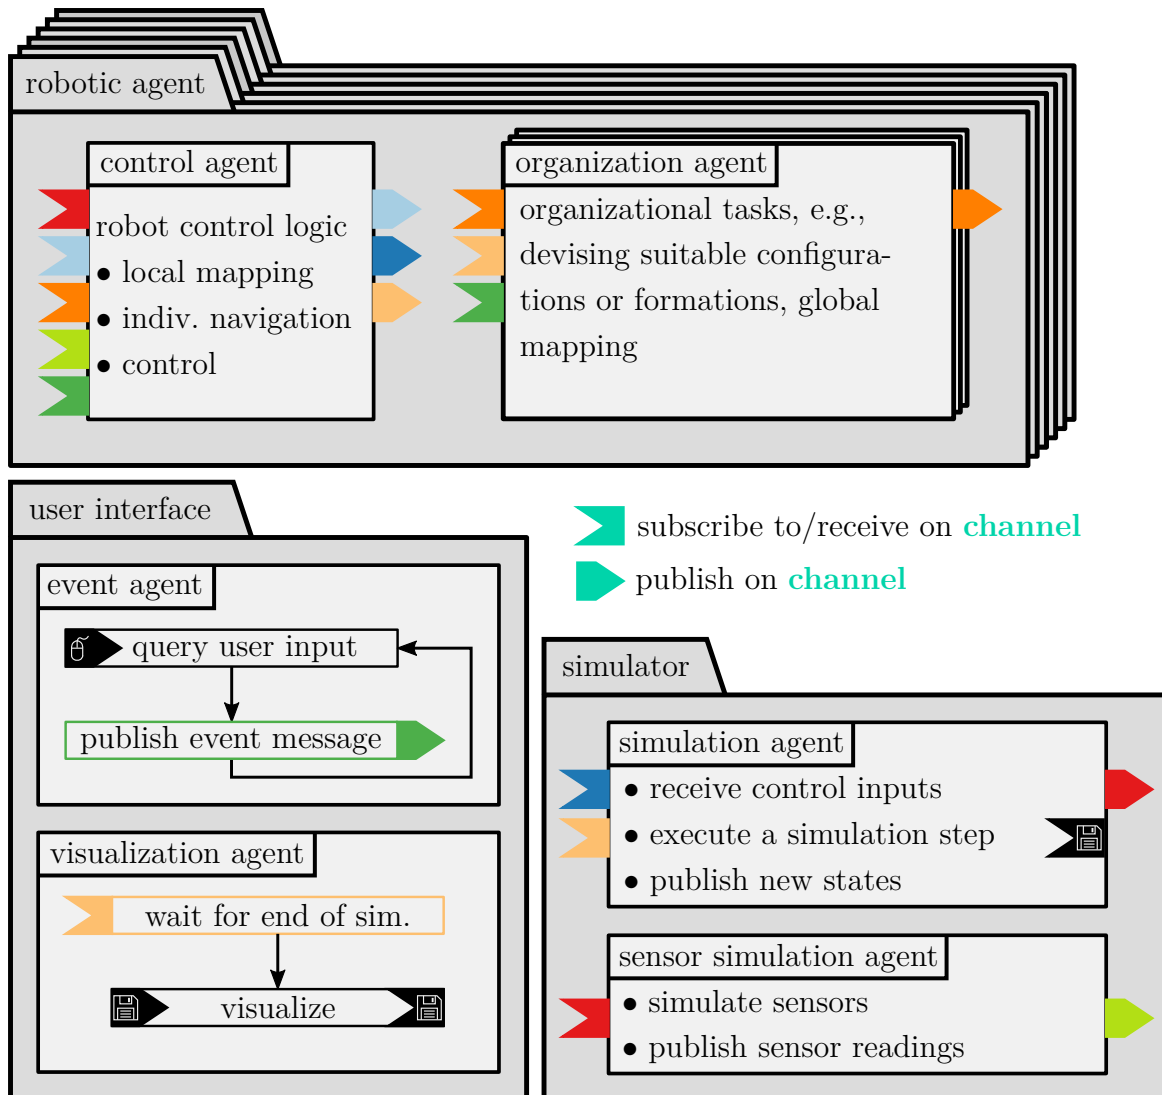 robotic agent
control agent
robot control logic
• local mapping
• indiv. navigation
• control
organization agent
organizational tasks, e.g.,
devising suitable configura-
tions or formations, global
mapping
user interface
event agent
query user input
publish event message
visualization agent
wait for end of sim.
visualize
subscribe to/receive on channel
publish on channel
simulator
simulation agent
• receive control inputs
• execute a simulation step
• publish new states
sensor simulation agent
• simulate sensors
• publish sensor readings